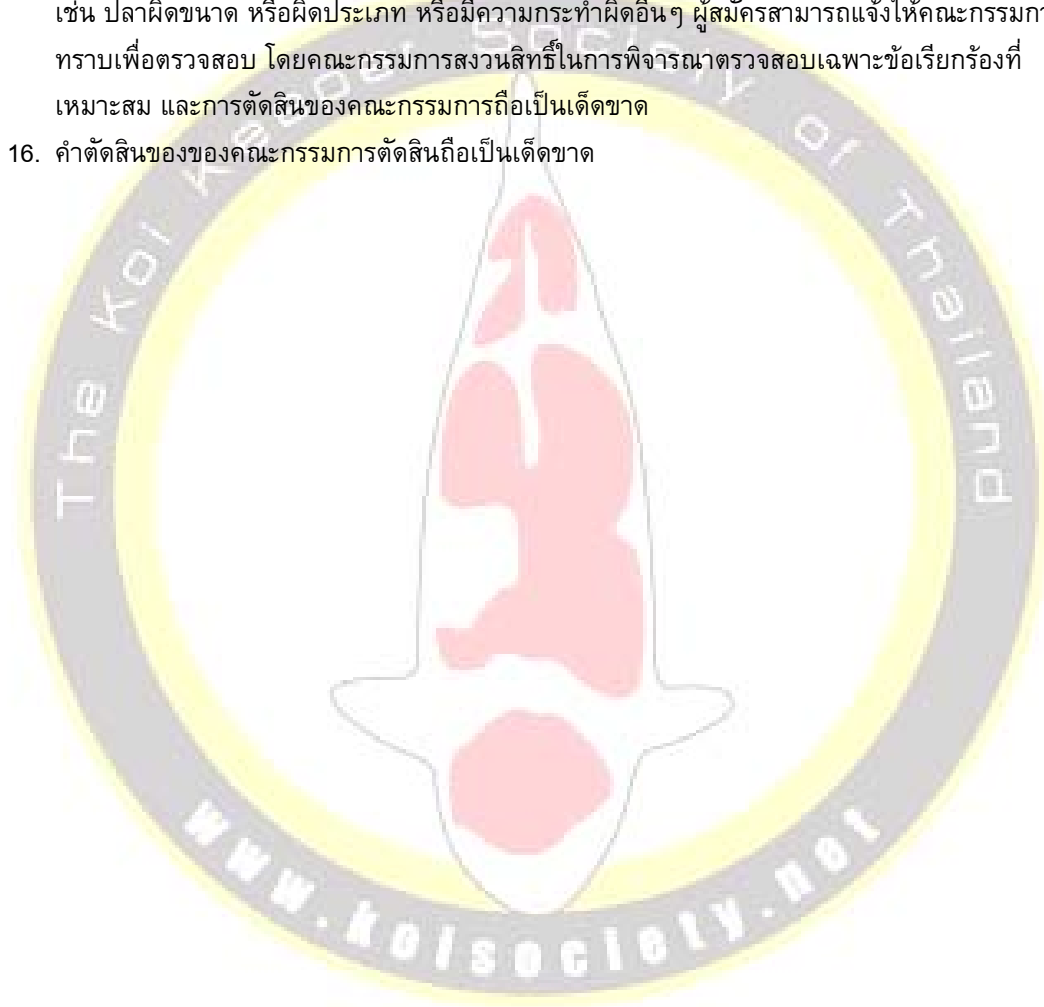 เช่น ปลาผิดขนาด หรือผิดประเภท หรือมีความกระทำผิดอื่นๆ ผู้สมัครสามารถแจ้งให้คณะกรรมกา
ทราบเพื่อตรวจสอบ โดยคณะกรรมการสงวนสิทธิ์ในการพิจารณาตรวจสอบเฉพาะข้อเรียกร้องที่
เหมาะสม และการตัดสินของคณะกรรมการถือเป็นเด็ดขาด
16. คำตัดสินของของคณะกรรมการตัดสินถือเป็นเด็ดขาด
The Koi Keeper Society of Thailand
www.koisociety.net